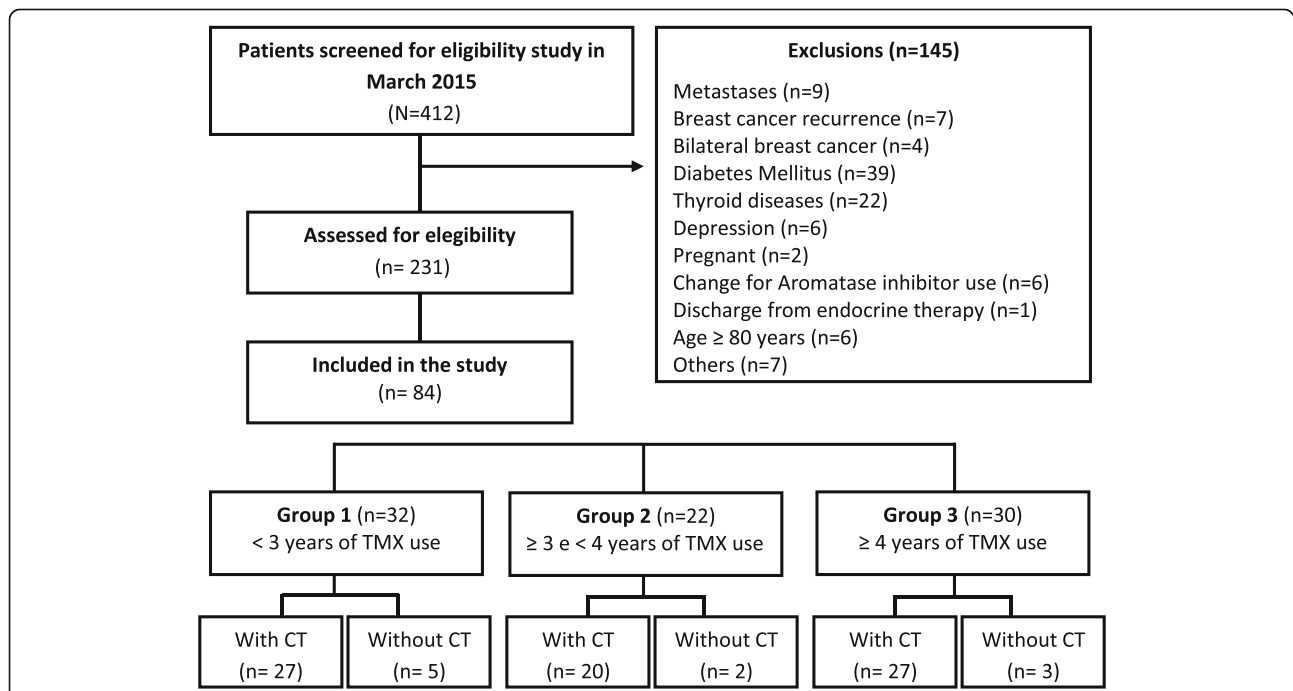 Patients screened for eligibility study in
March 2015
(N=412)
Exclusions (n=145)
Metastases (n=9)
Breast cancer recurrence (n=7)
Bilateral breast cancer (n=4)
Diabetes Mellitus (n=39)
Thyroid diseases (n=22)
Depression (n=6)
Pregnant (n=2)
Change for Aromatase inhibitor use (n=6)
Discharge from endocrine therapy (n=1)
Age ≥ 80 years (n=6)
Others (n=7)
Assessed for elegibility
(n= 231)
Included in the study
(n= 84)
Group 1 (n=32)
< 3 years of TMX use
Group 2 (n=22)
≥ 3 e < 4 years of TMX use
Group 3 (n=30)
≥ 4 years of TMX use
With CT
(n= 27)
Without CT
(n= 5)
With CT
(n= 20)
Without CT
(n= 2)
With CT
(n= 27)
Without CT
(n= 3)